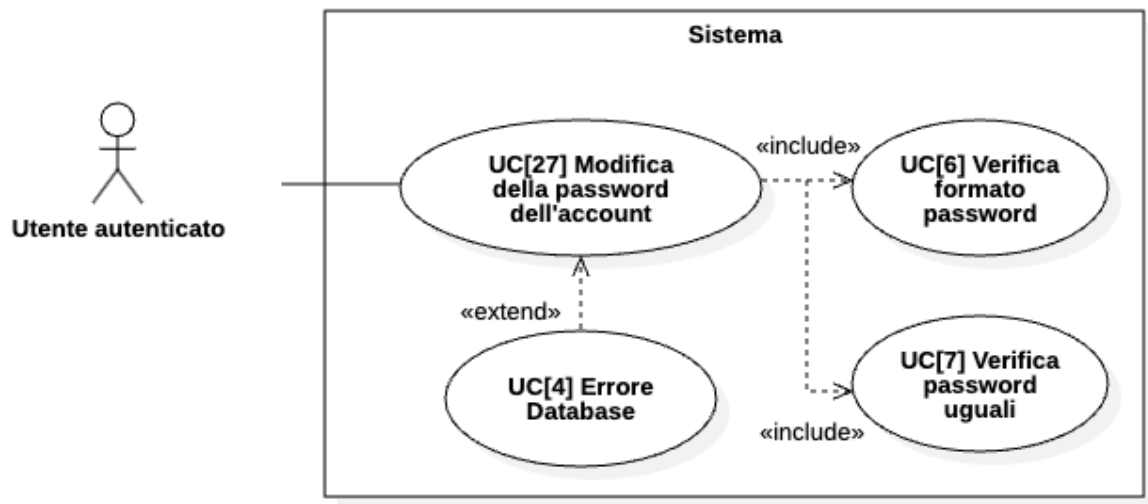 Sistema
Utente autenticato
UC[27] Modifica
della password
dell'account
«include»
UC[6] Verifica
formato
password
«extend»
UC[4] Errore
Database
«include»
UC[7] Verifica
password
uguali